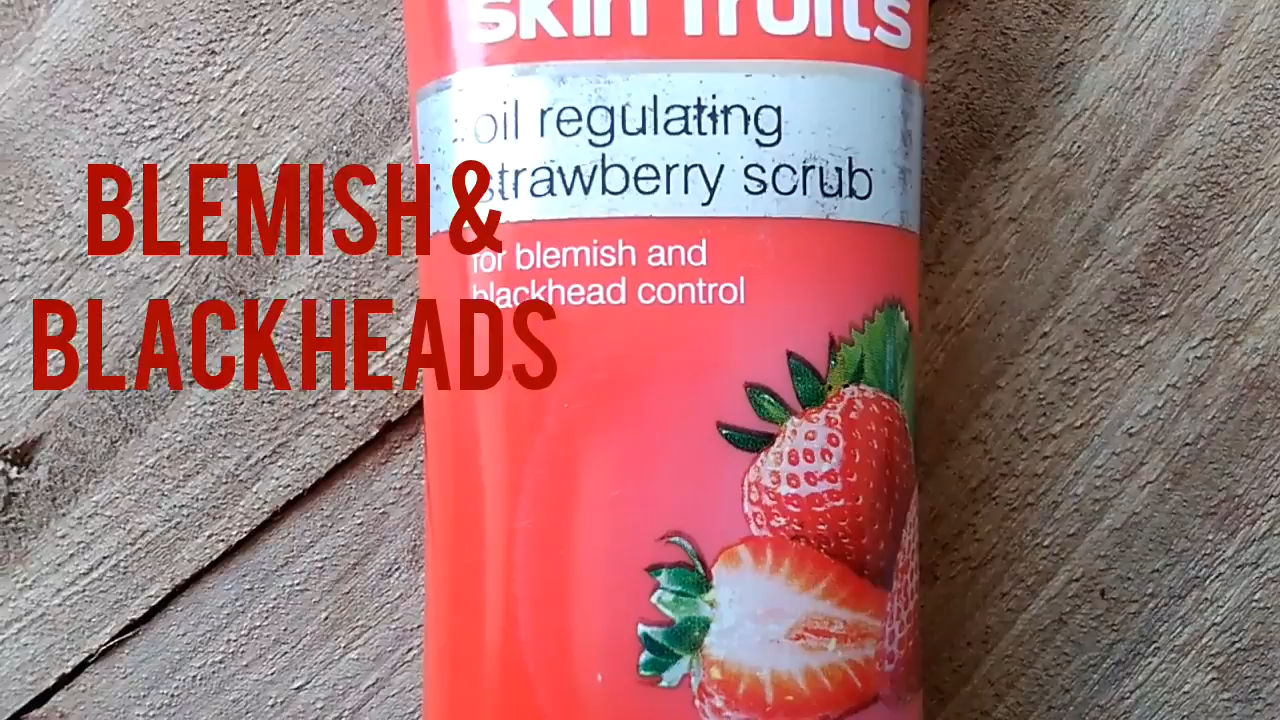 skin fruits
oil regulating
strawberry scrub
for blemish and
blackhead control
BLEMISH &
BLACKHEADS